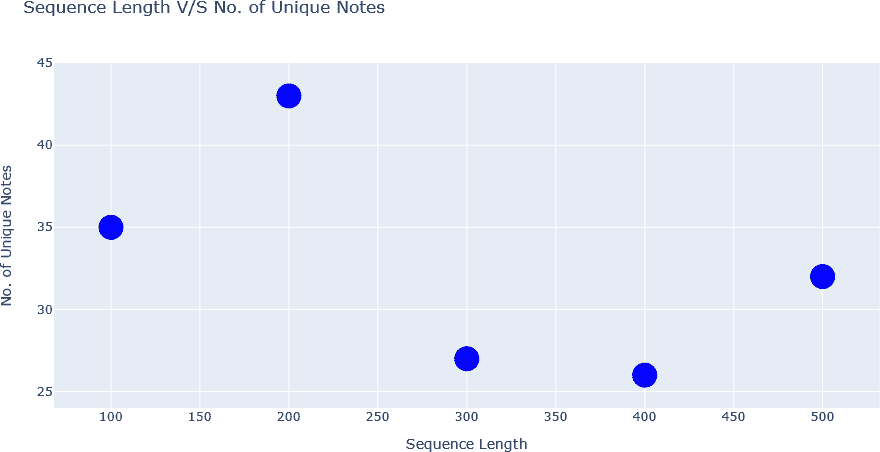 Sequence Length V/S No. of Unique Notes
45
40
35
30
25
No. of Unique Notes
100 150 200 250 300 350 400 450 500
Sequence Length